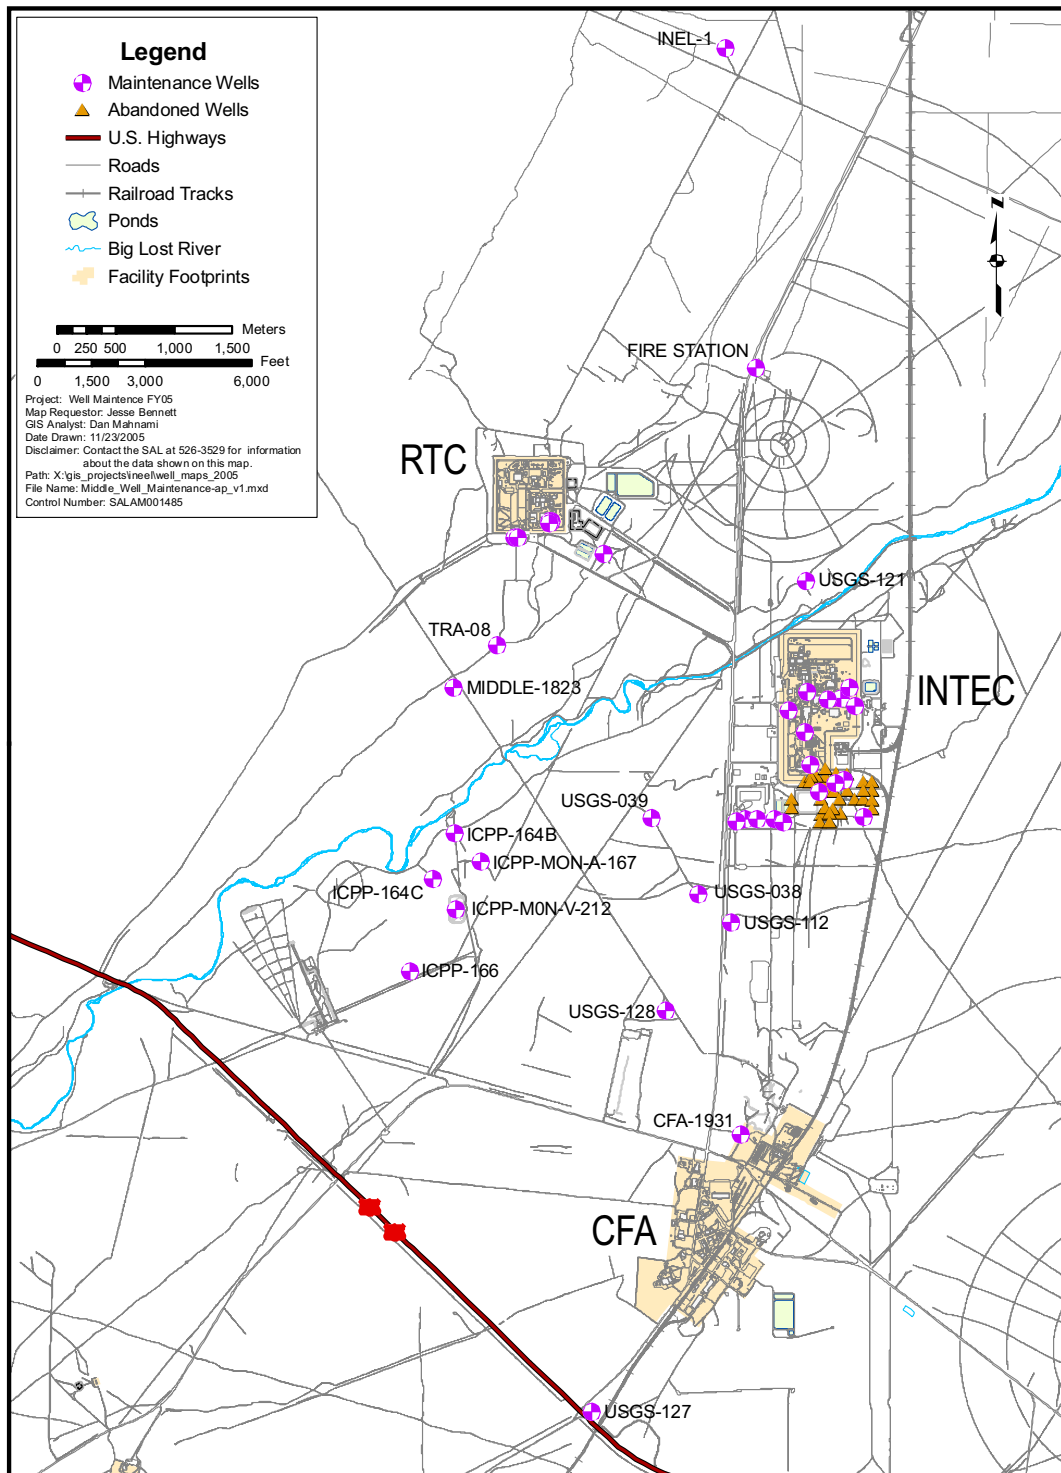 Legend
Maintenance Wells
Abandoned Wells
U.S. Highways
Roads
Railroad Tracks
Ponds
Big Lost River
Facility Footprints
Meters
0 250 500 1,000 1,500
Feet
0 1,500 3,000 6,000
Project: Well Maintence FY05
Map Requestor: Jesse Bennett
GIS Analyst: Dan Mahnami
Date Drawn: 11/23/2005
Disclaimer: Contact the SAL at 526-3529 for information
about the data shown on this map.
Path: X:\gis_projects\ineel\well_maps_2005
File Name: Middle_Well_Maintenance-ap_v1.mxd
Control Number: SALAM001485
INEL-1
N
FIRE STATION
RTC
USGS-121
TRA-08
MIDDLE-1823
INTEC
USGS-039
ICPP-164B
ICPP-MON-A-167
ICPP-164C
USGS-038
ICPP-M0N-V-212
USGS-112
ICPP-166
USGS-128
CFA-1931
CFA
USGS-127